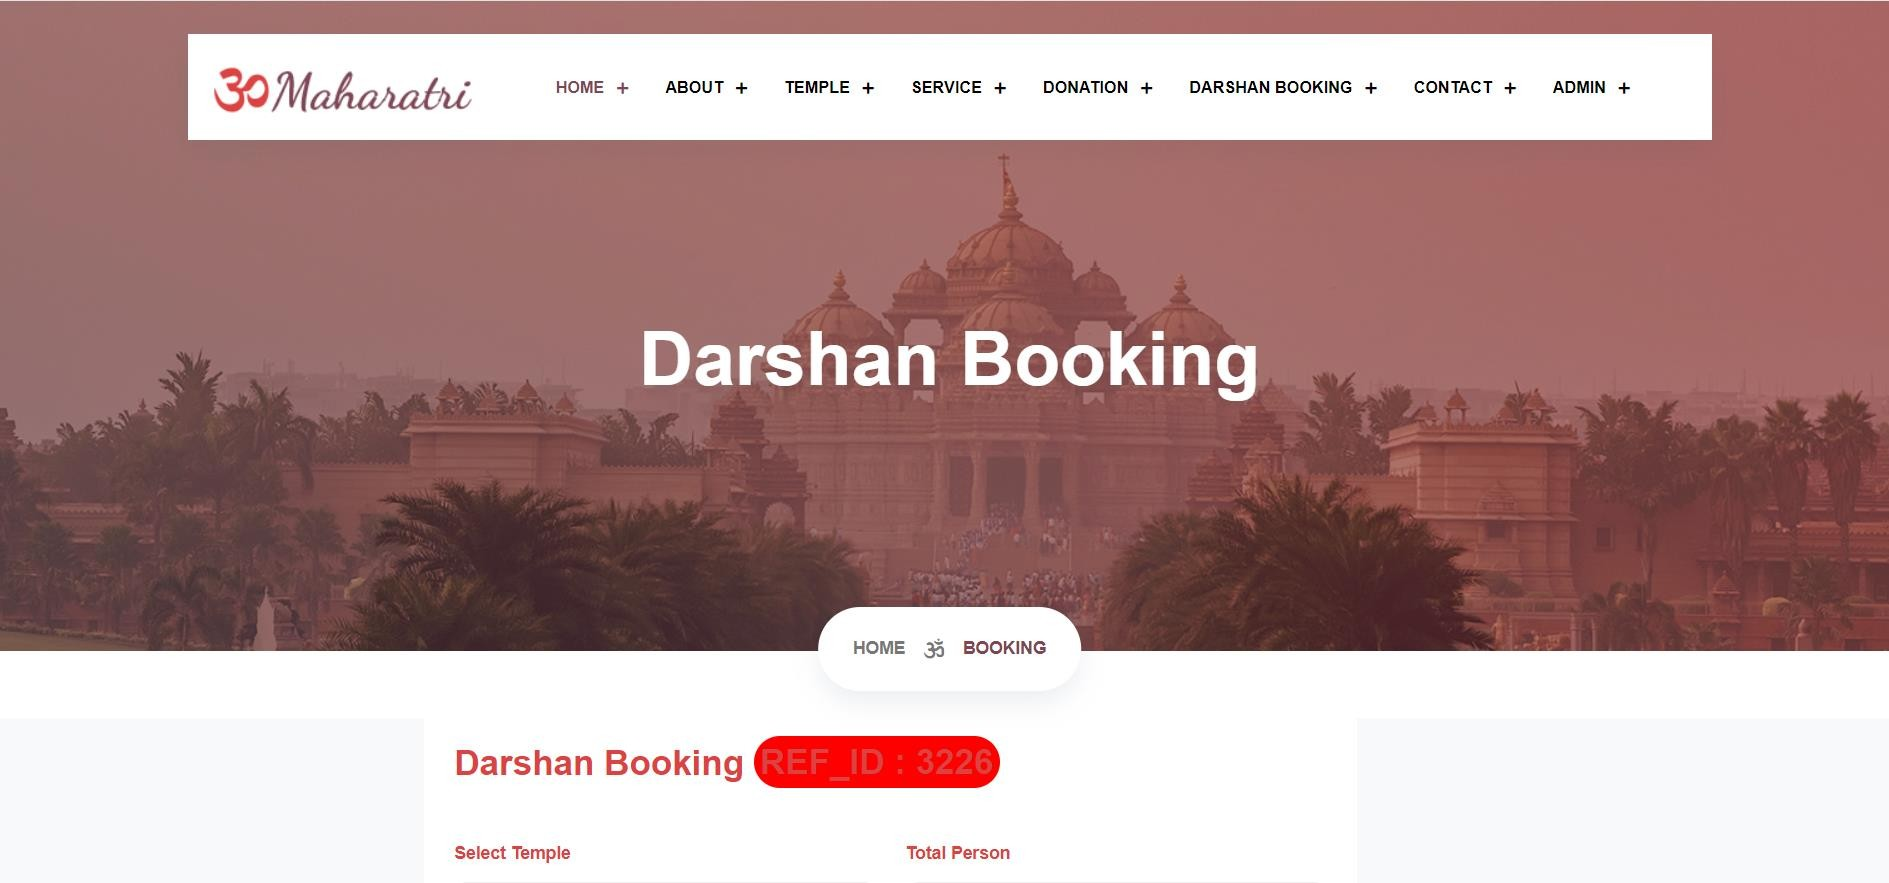 ॐ Maharatri
HOME + ABOUT + TEMPLE + SERVICE + DONATION + DARSHAN BOOKING + CONTACT + ADMIN +
Darshan Booking
HOME ॐ BOOKING
Darshan Booking REF_ID : 3226
Select Temple Total Person